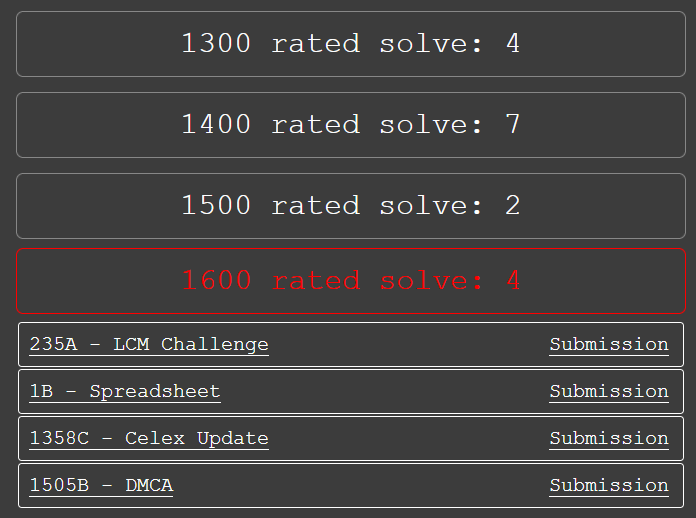 1300 rated solve: 4
1400 rated solve: 7
1500 rated solve: 2
1600 rated solve: 4
235A - LCM Challenge Submission
1B - Spreadsheet Submission
1358C - Celex Update Submission
1505B - DMCA Submission